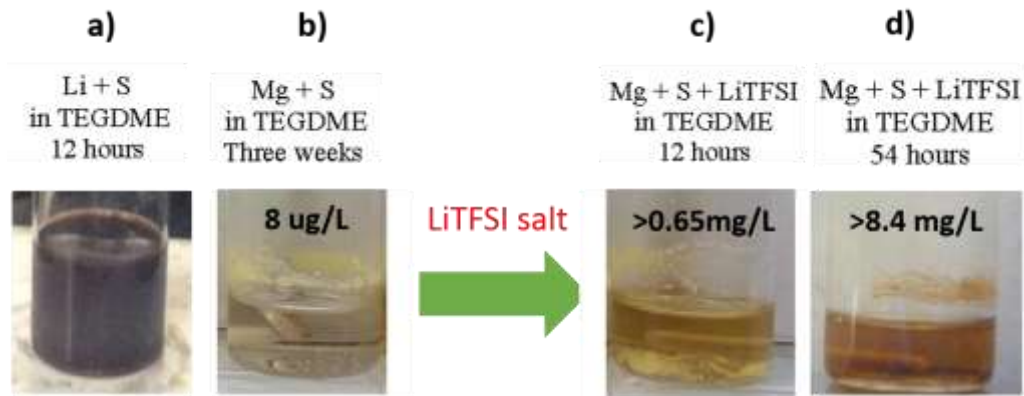 a)
b)
c)
d)
Li + S
in TEGDME
12 hours
Mg + S
in TEGDME
Three weeks
Mg + S + LiTFSI
in TEGDME
12 hours
Mg + S + LiTFSI
in TEGDME
54 hours
8 ug/L
LiTFSI salt
>0.65mg/L
>8.4 mg/L